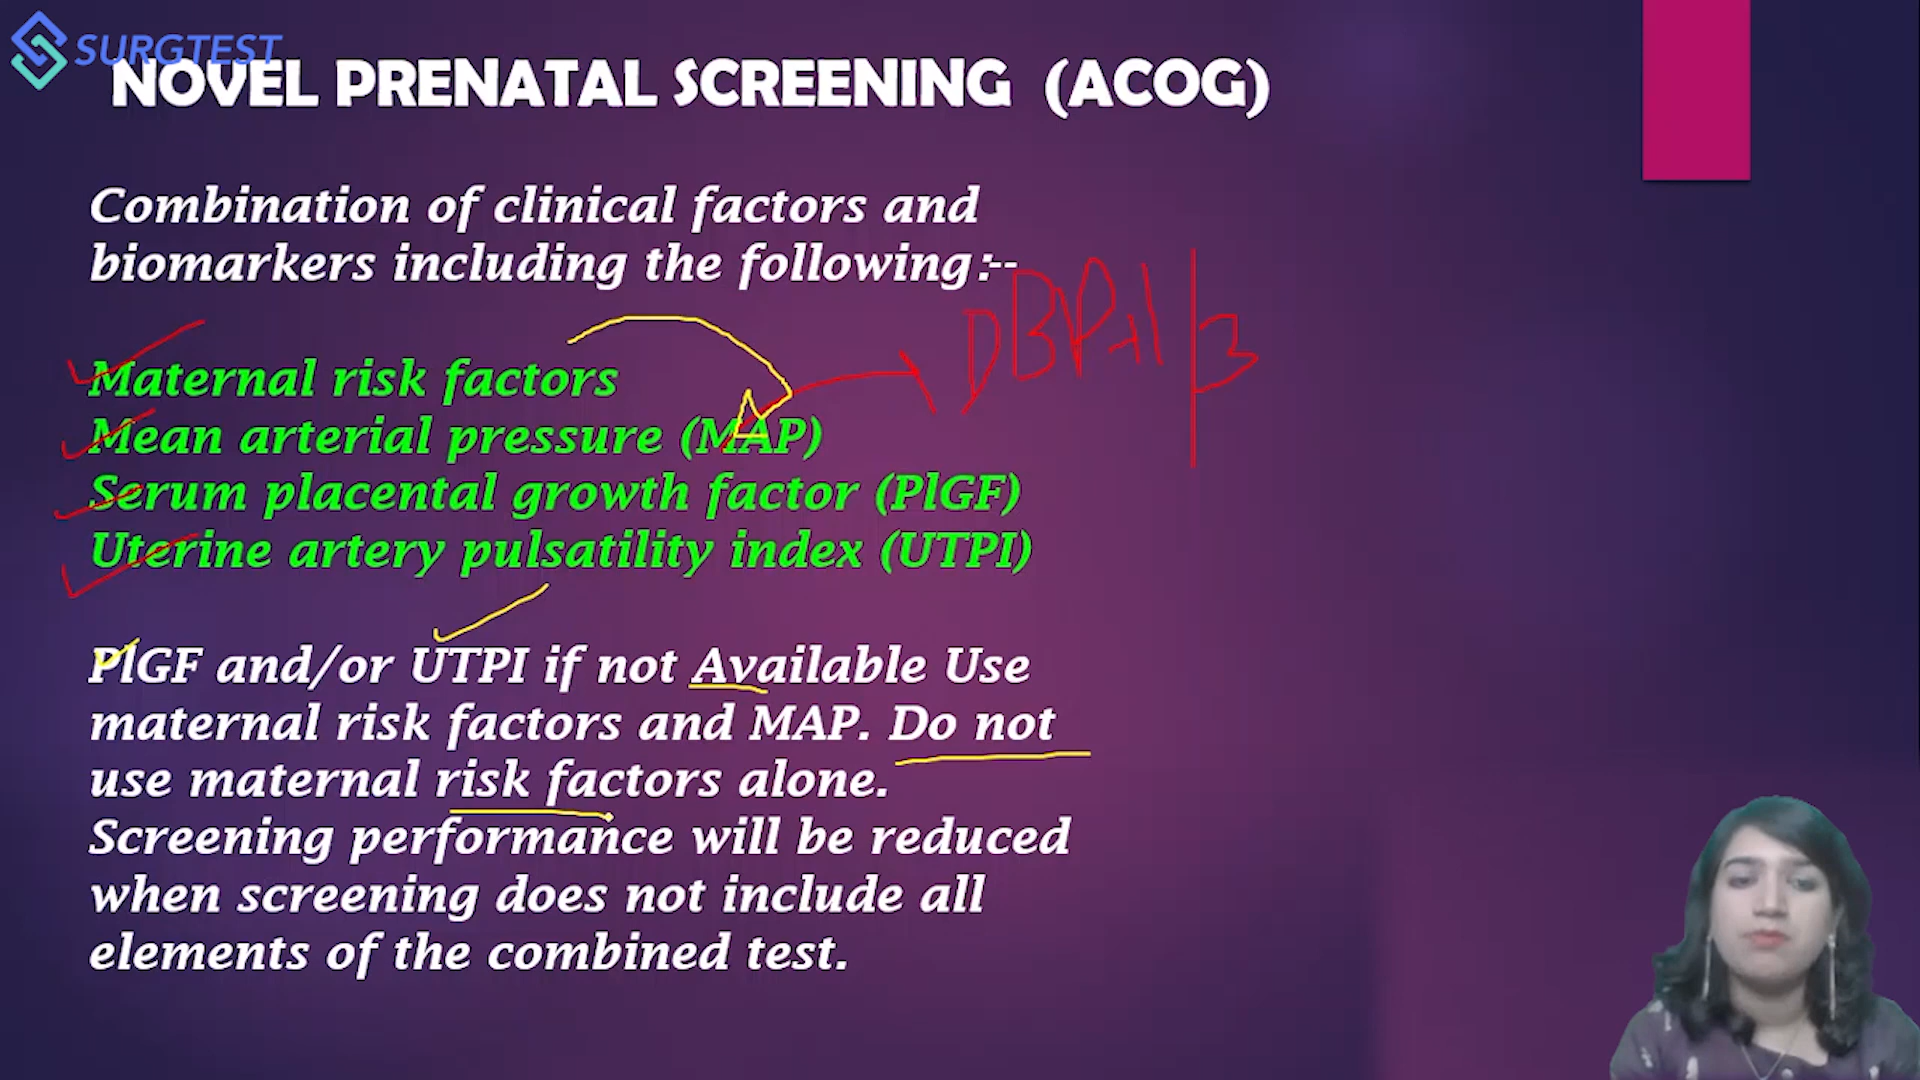 SURGTEST
NOVEL PRENATAL SCREENING (ACOG)
Combination of clinical factors and
biomarkers including the following:--
DBP+1/3
Maternal risk factors
Mean arterial pressure (MAP)
Serum placental growth factor (PlGF)
Uterine artery pulsatility index (UTPI)
PlGF and/or UTPI if not Available Use
maternal risk factors and MAP. Do not
use maternal risk factors alone.
Screening performance will be reduced
when screening does not include all
elements of the combined test.